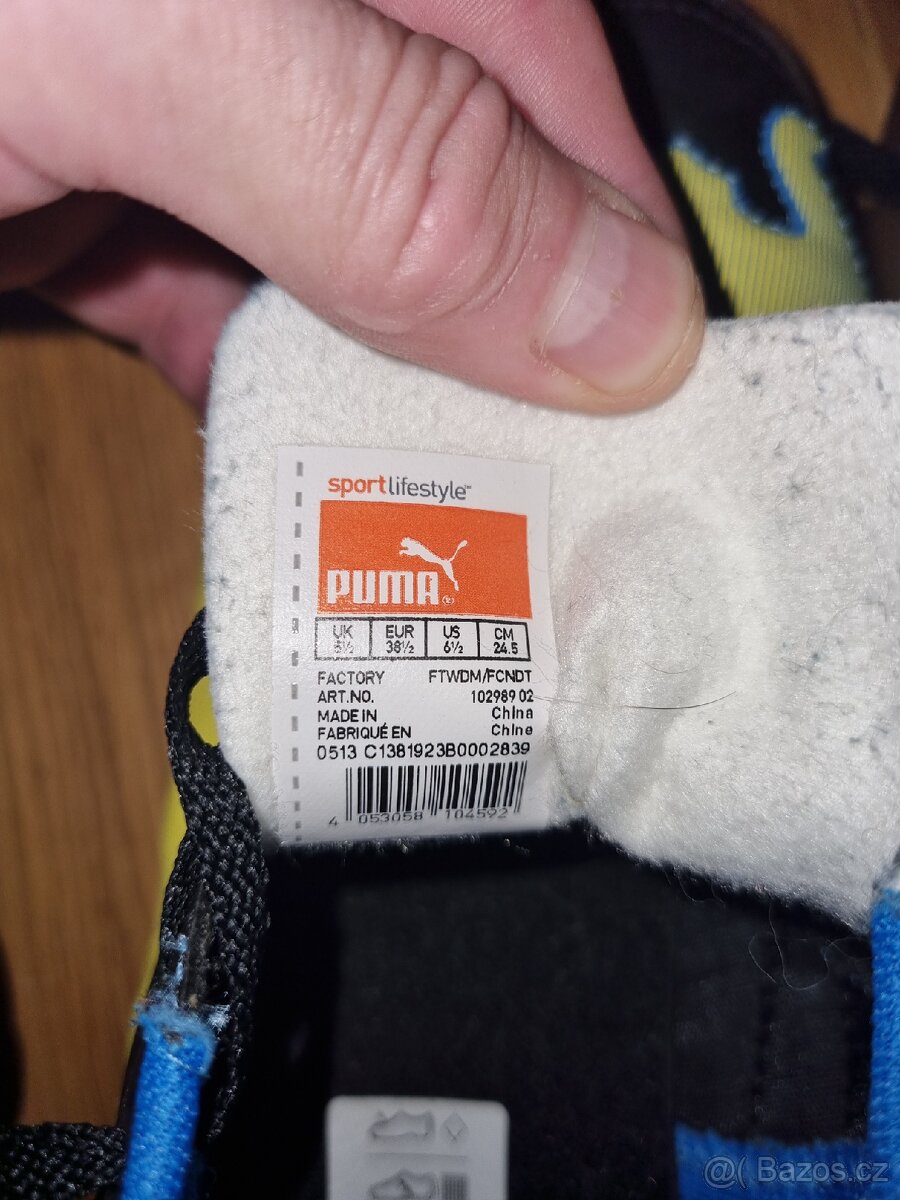 sportlifestyle™
PUMA®
UK EUR US CM
5½ 38½ 6½ 24.5
FACTORY FTWDM/FCNDT
ART.NO. 102989 02
MADE IN China
FABRIQUÉ EN Chine
0513 C1381923B0002839
4 053058 104592
@( Bazos.cz